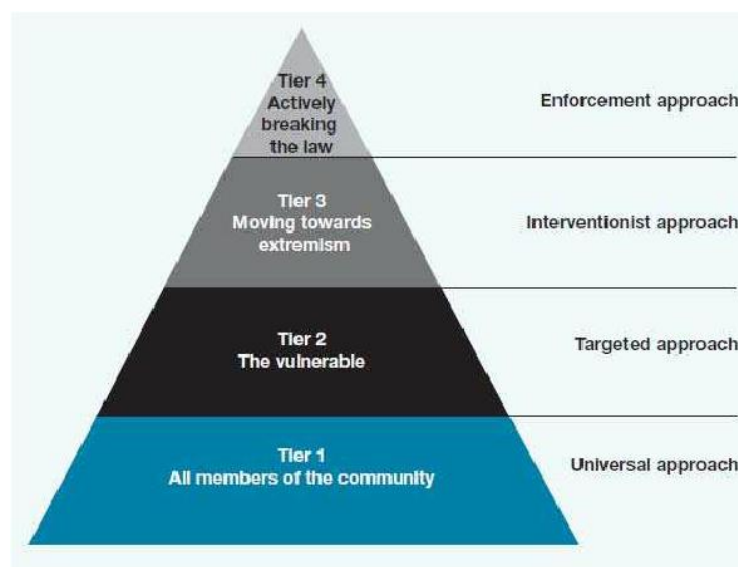 Tier 4
Actively
breaking
the law
Enforcement approach
Tier 3
Moving towards
extremism
Interventionist approach
Tier 2
The vulnerable
Targeted approach
Tier 1
All members of the community
Universal approach